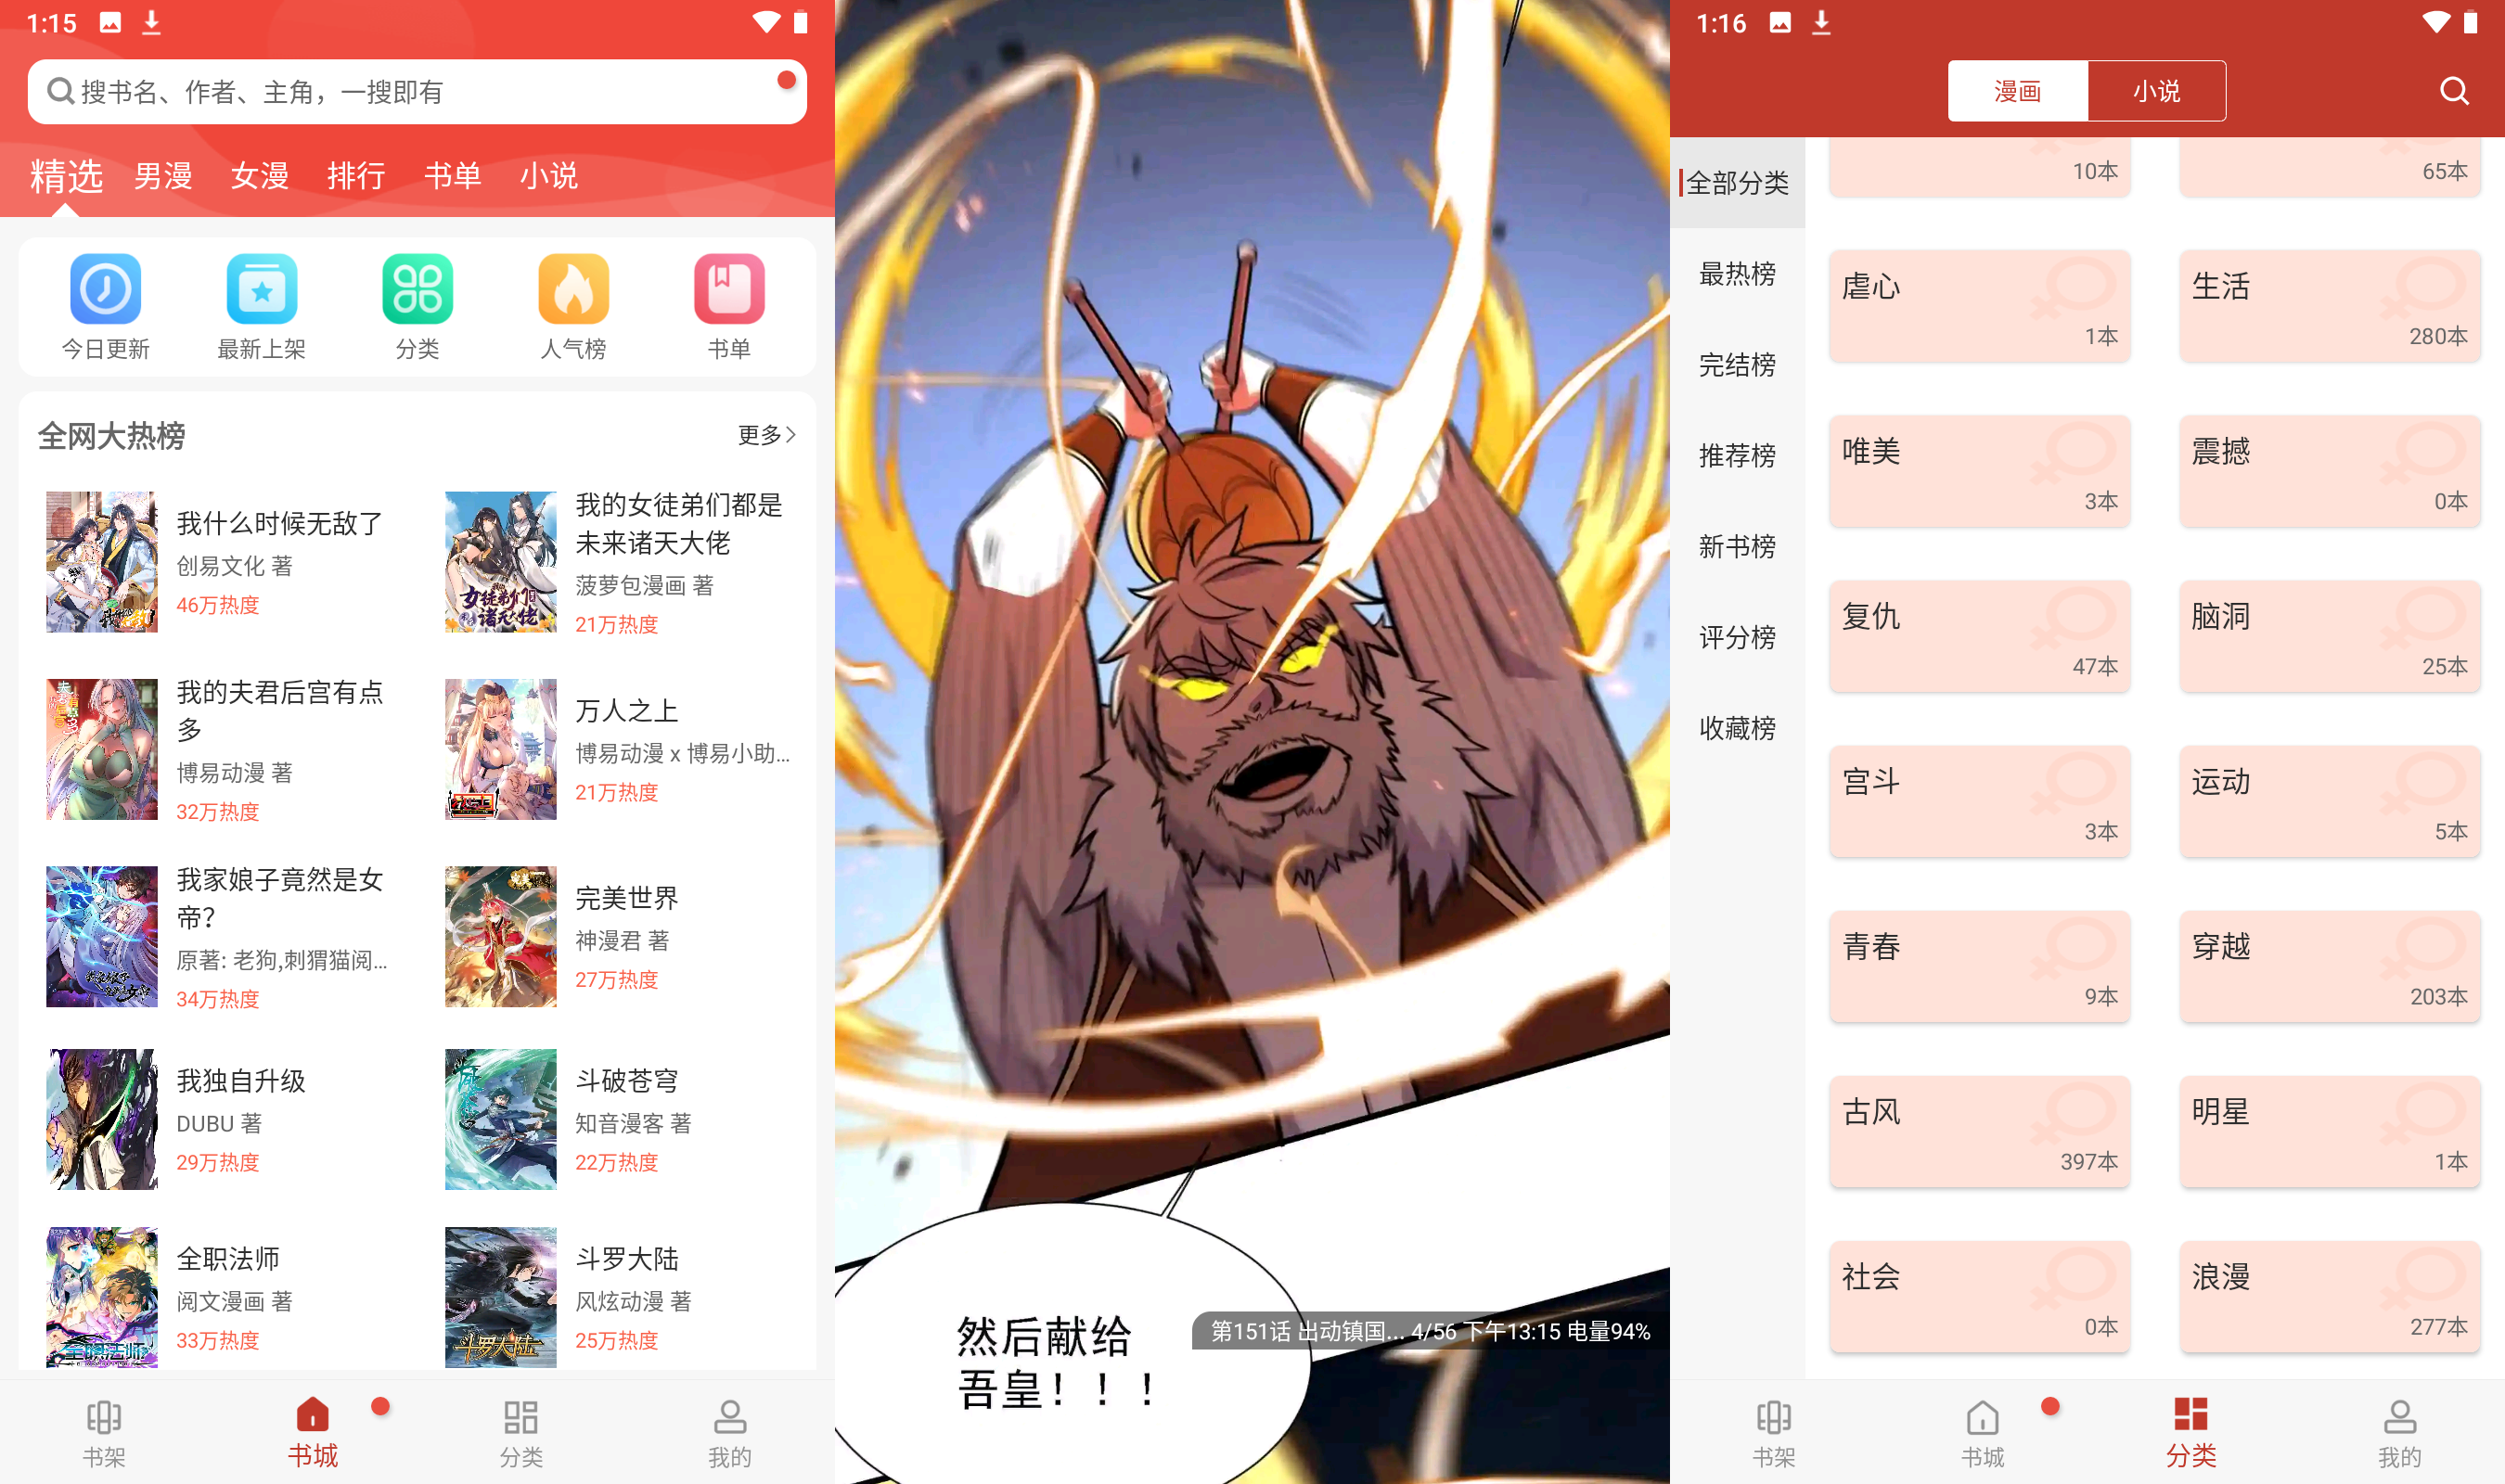 1:15
搜书名、作者、主角，一搜即有
精选 男漫 女漫 排行 书单 小说
今日更新 最新上架 分类 人气榜 书单
全网大热榜 更多
我什么时候无敌了
创易文化 著
46万热度
我的女徒弟们都是
未来诸天大佬
菠萝包漫画 著
21万热度
我的夫君后宫有点
多
博易动漫 著
32万热度
万人之上
博易动漫 x 博易小助...
21万热度
我家娘子竟然是女
帝?
原著: 老狗,刺猬猫阅...
34万热度
完美世界
神漫君 著
27万热度
我独自升级
DUBU 著
29万热度
斗破苍穹
知音漫客 著
22万热度
全职法师
阅文漫画 著
33万热度
斗罗大陆
风炫动漫 著
25万热度
女徒弟们
诸天大佬
全职法师
斗罗大陆
书架 书城 分类 我的
然后献给
吾皇！！！
第151话 出动镇国... 4/56 下午13:15 电量94%
1:16
漫画 小说
全部分类
最热榜
完结榜
推荐榜
新书榜
评分榜
收藏榜
10本 65本
虐心 生活
1本 280本
唯美 震撼
3本 0本
复仇 脑洞
47本 25本
宫斗 运动
3本 5本
青春 穿越
9本 203本
古风 明星
397本 1本
社会 浪漫
0本 277本
书架 书城 分类 我的